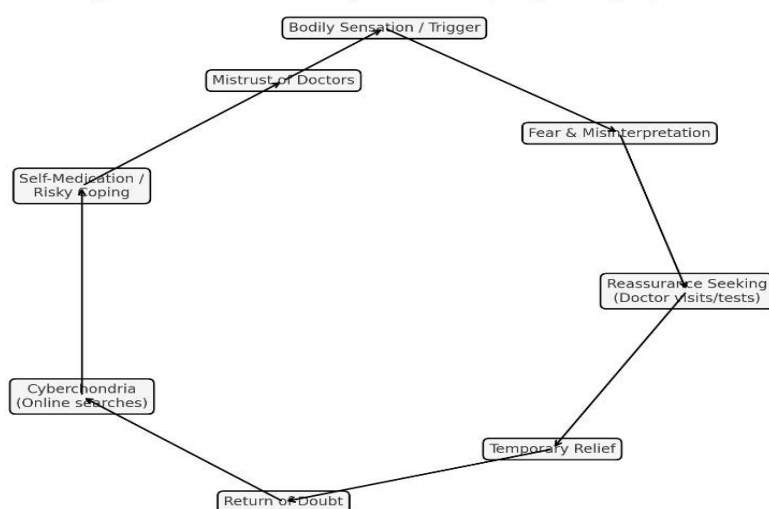 Bodily Sensation / Trigger
Mistrust of Doctors
Fear & Misinterpretation
Self-Medication /
Risky Coping
Reassurance Seeking
(Doctor visits/tests)
Cyberchondria
(Online searches)
Temporary Relief
Return of Doubt